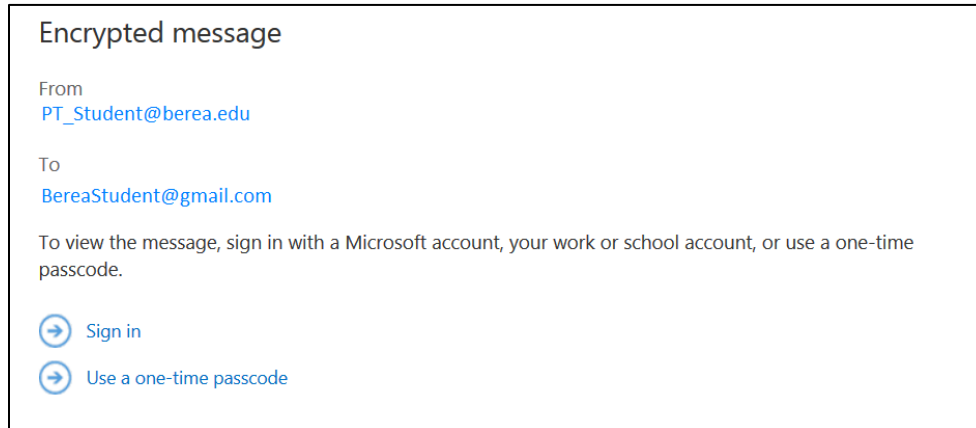 Encrypted message
From
PT_Student@berea.edu
To
BereaStudent@gmail.com
To view the message, sign in with a Microsoft account, your work or school account, or use a one-time
passcode.
Sign in
Use a one-time passcode